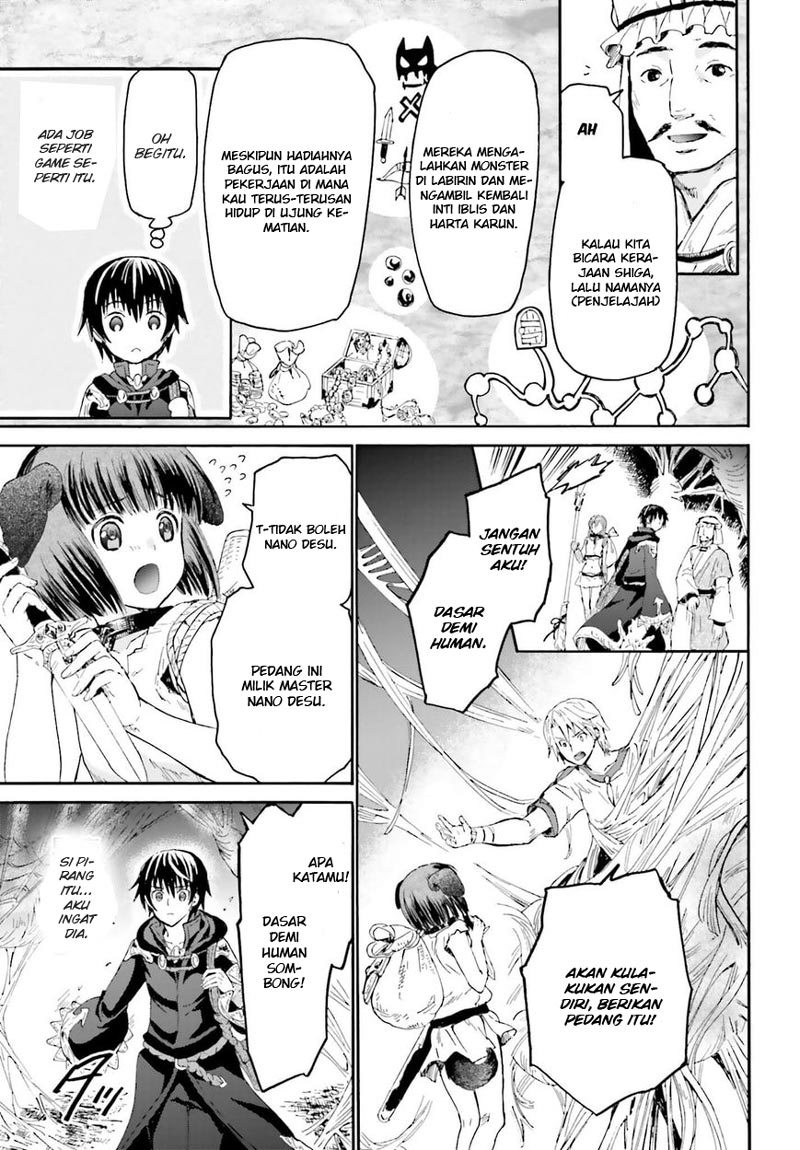 AH
KALAU KITA
BICARA KERA-
JAAN SHIGA,
LALU NAMANYA
(PENJELAJAH)
MEREKA MENGA-
LAHKAN MONSTER
DI LABIRIN DAN ME-
NGAMBIL KEMBALI
INTI IBLIS DAN
HARTA KARUN.
MESKIPUN HADIAHNYA
BAGUS, ITU ADALAH
PEKERJAAN DI MANA
KAU TERUS-TERUSAN
HIDUP DI UJUNG KE-
MATIAN.
OH
BEGITU.
ADA JOB
SEPERTI
GAME SE-
PERTI ITU.
JANGAN
SENTUH
AKU!
DASAR
DEMI
HUMAN.
T-TIDAK BOLEH
NANO DESU.
PEDANG INI
MILIK MASTER
NANO DESU.
AKAN KULA-
KUKAN SEN-
DIRI, BERIKAN
PEDANG ITU!
APA
KATAMU!
DASAR
DEMI
HUMAN
SOM-
BONG!
SI PI-
RANG
ITU...
AKU
INGAT
DIA.